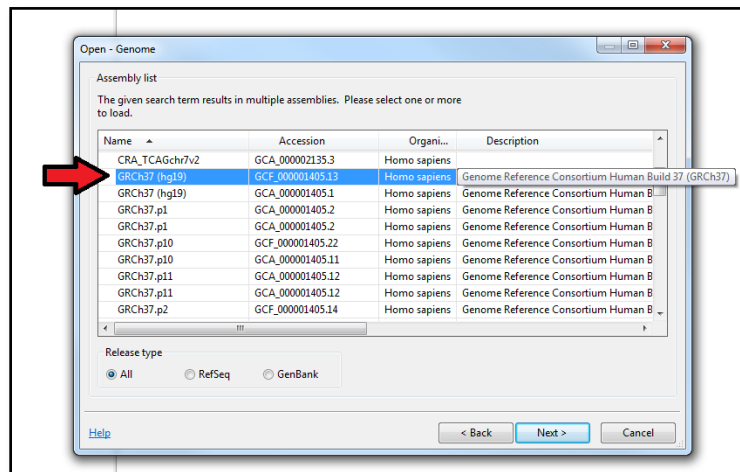 Open - Genome
Assembly list
The given search term results in multiple assemblies. Please select one or more
to load.
Name Accession Organi... Description
CRA_TCAGchr7v2 GCA_000002135.3 Homo sapiens
GRCh37 (hg19) GCF_000001405.13 Homo sapiens Genome Reference Consortium Human Build 37 (GRCh37)
GRCh37 (hg19) GCA_000001405.1 Homo sapiens Genome Reference Consortium Human B
GRCh37.p1 GCA_000001405.2 Homo sapiens Genome Reference Consortium Human B
GRCh37.p1 GCA_000001405.2 Homo sapiens Genome Reference Consortium Human B
GRCh37.p10 GCF_000001405.22 Homo sapiens Genome Reference Consortium Human B
GRCh37.p10 GCA_000001405.11 Homo sapiens Genome Reference Consortium Human B
GRCh37.p11 GCA_000001405.12 Homo sapiens Genome Reference Consortium Human B
GRCh37.p11 GCA_000001405.12 Homo sapiens Genome Reference Consortium Human B
GRCh37.p2 GCF_000001405.14 Homo sapiens Genome Reference Consortium Human B
Release type
All RefSeq GenBank
Help < Back Next > Cancel